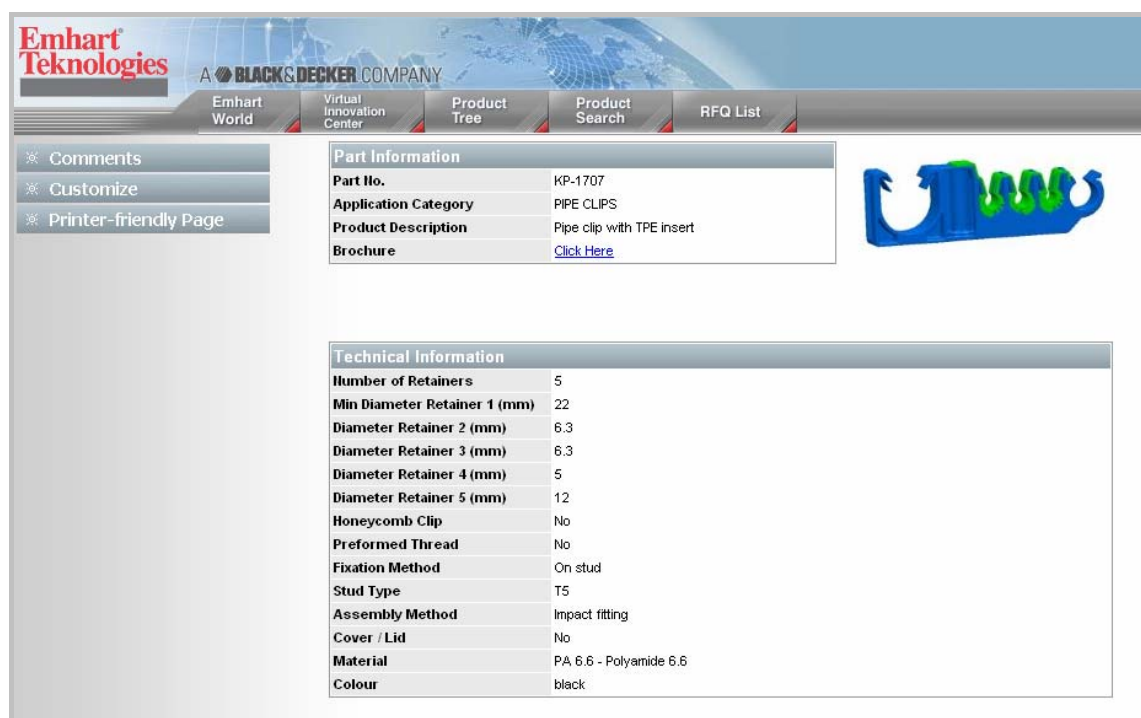 Emhart®
Teknologies
A BLACK&DECKER COMPANY
Emhart World
Virtual Innovation Center
Product Tree
Product Search
RFQ List
Comments
Customize
Printer-friendly Page
Part Information
Part No. KP-1707
Application Category PIPE CLIPS
Product Description Pipe clip with TPE insert
Brochure Click Here
Technical Information
Number of Retainers 5
Min Diameter Retainer 1 (mm) 22
Diameter Retainer 2 (mm) 6.3
Diameter Retainer 3 (mm) 6.3
Diameter Retainer 4 (mm) 5
Diameter Retainer 5 (mm) 12
Honeycomb Clip No
Preformed Thread No
Fixation Method On stud
Stud Type T5
Assembly Method Impact fitting
Cover / Lid No
Material PA 6.6 - Polyamide 6.6
Colour black